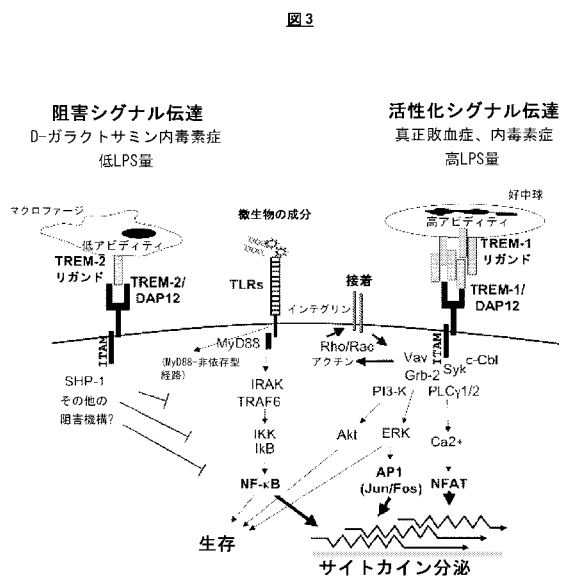 図3
阻害シグナル伝達
D-ガラクトサミン内毒素症
低LPS量
活性化シグナル伝達
真正敗血症、内毒素症
高LPS量
マクロファージ
低アビディティ
TREM-2
リガンド
TREM-2/
DAP12
ITAM
微生物の成分
TLRs
インテグリン
接着
好中球
高アビディティ
TREM-1
リガンド
TREM-1/
DAP12
ITAM
MyD88
(MyD88-非依存型
経路)
Rho/Rac
アクチン
Vav
Grb-2
Syk
c-Cbl
SHP-1
その他の
阻害機構?
IRAK
TRAF6
PI3-K
PLCγ1/2
IKK
IkB
Akt
ERK
Ca2+
NF-κB
AP1
(Jun/Fos)
NFAT
生存
サイトカイン分泌